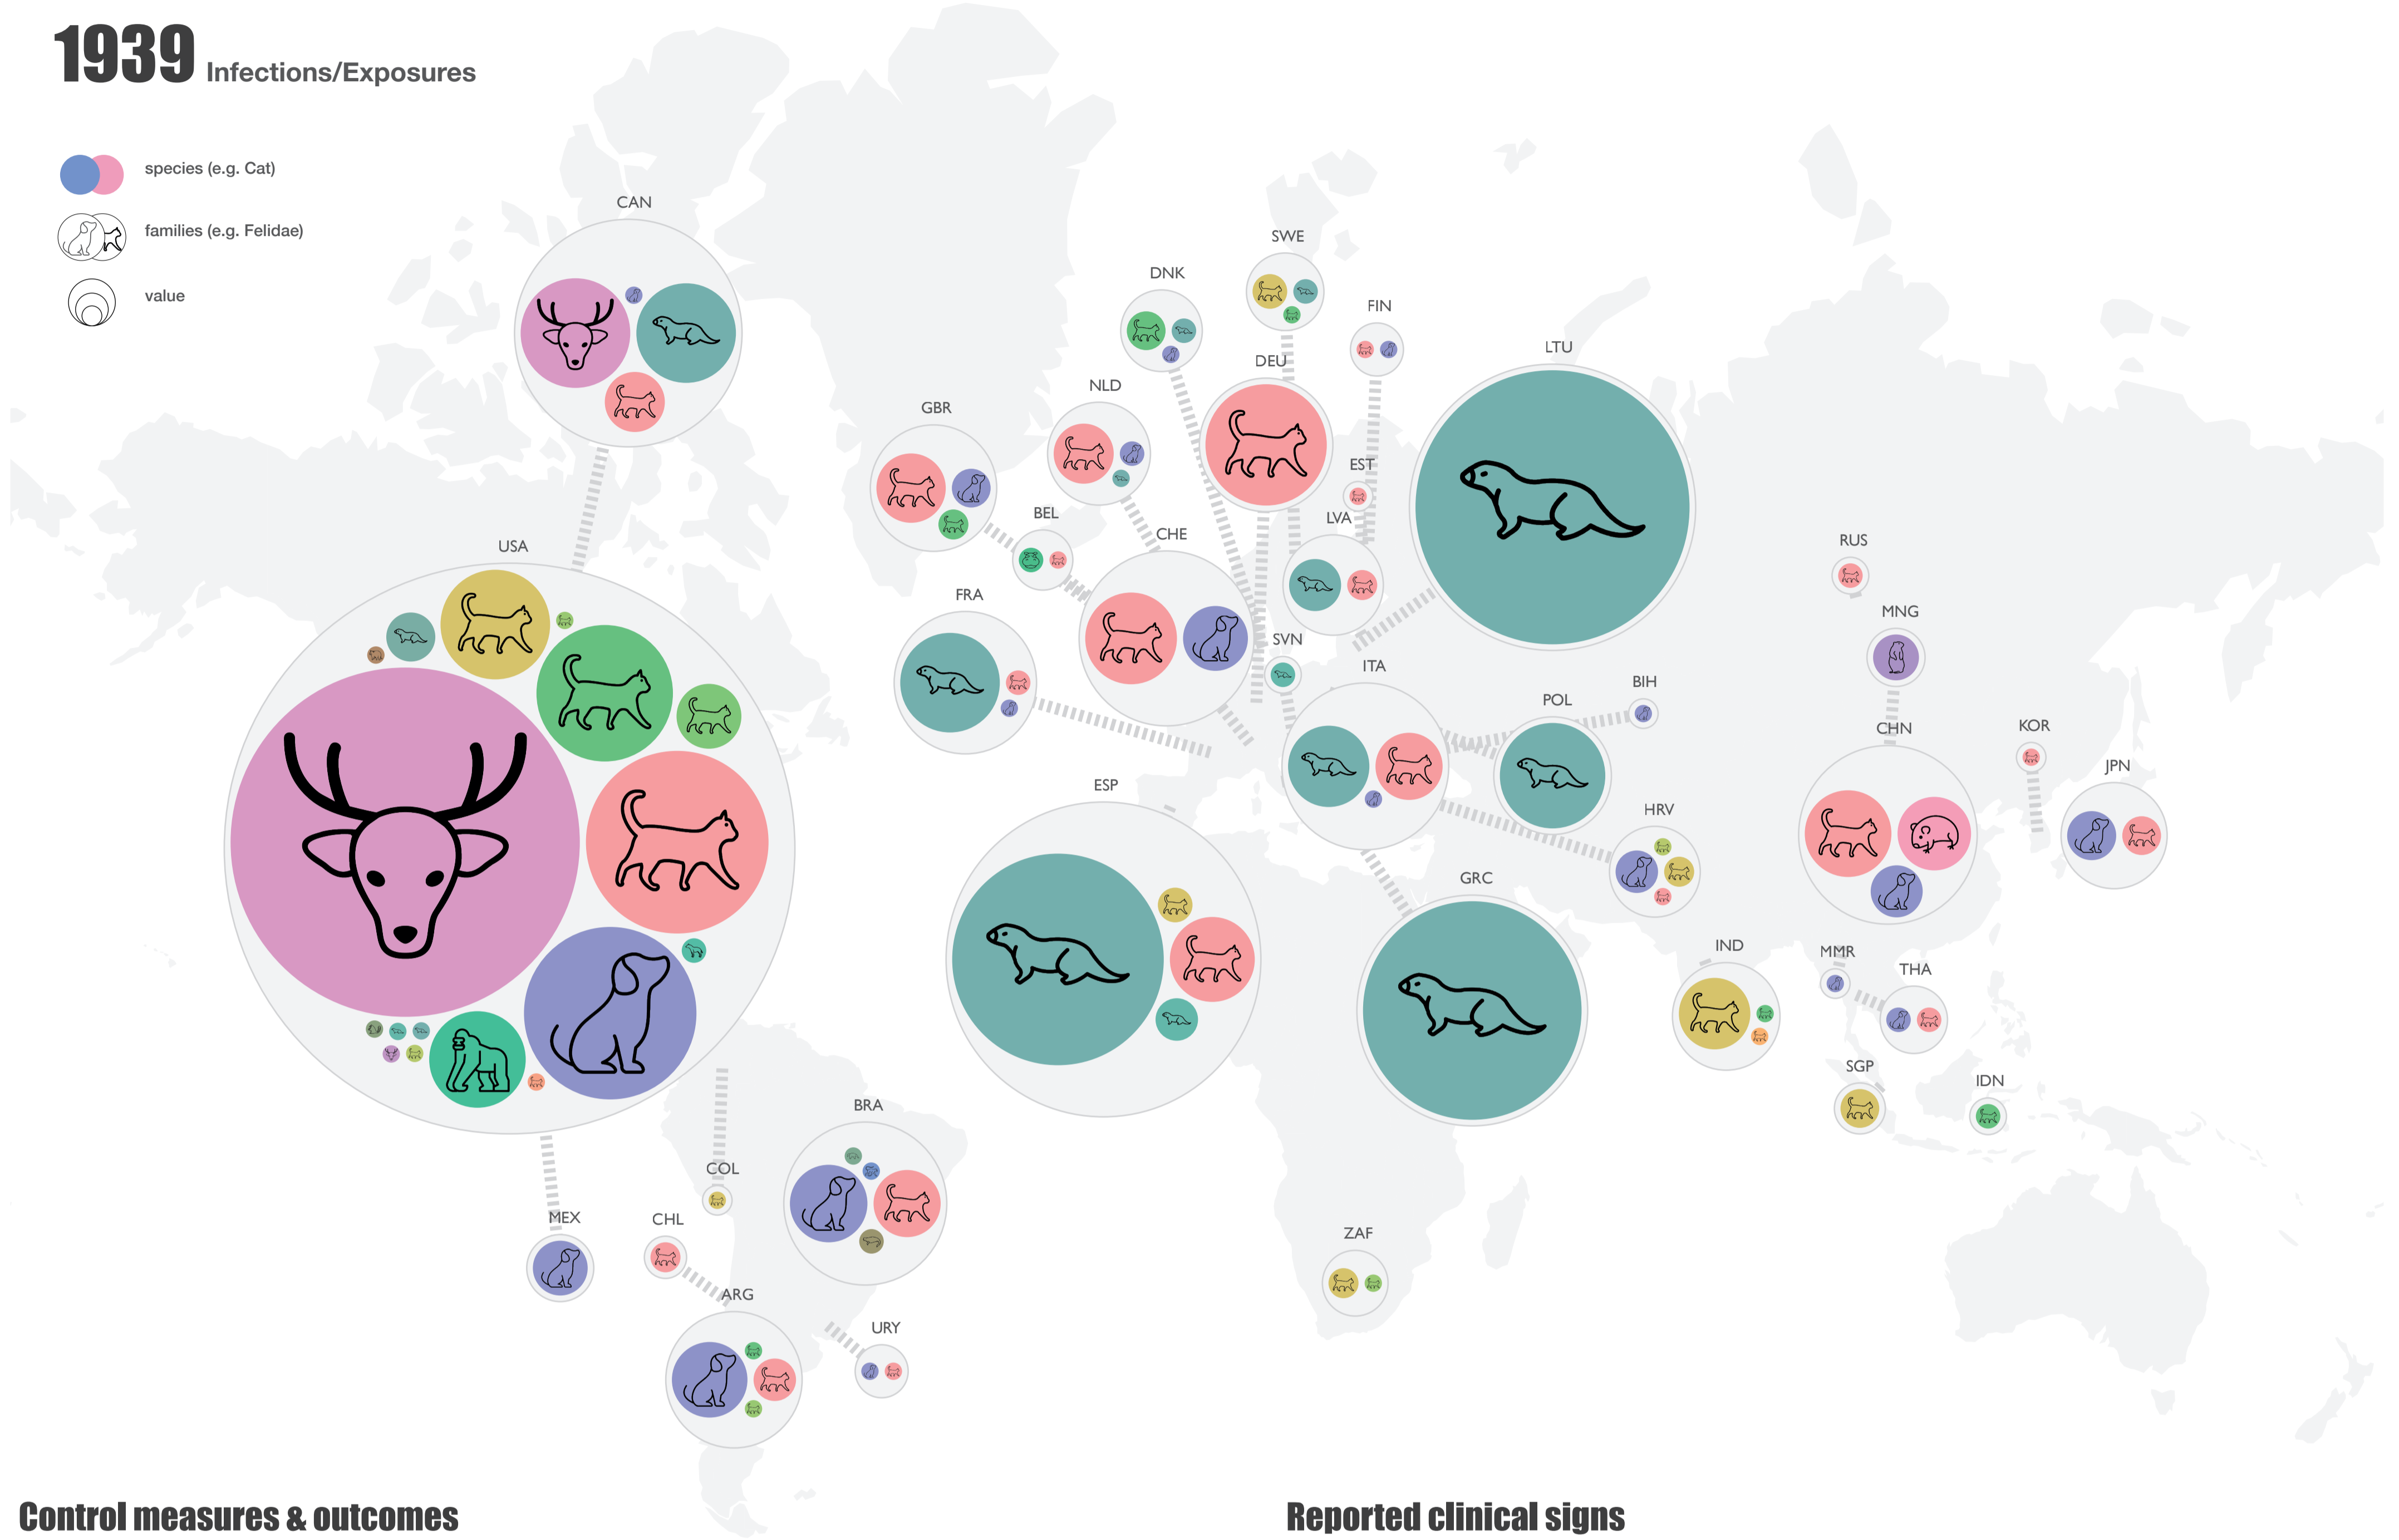 1939 Infections/Exposures
species (e.g. Cat)
families (e.g. Felidae)
value
CAN
SWE
DNK
FIN
LTU
DEU
NLD
GBR
EST
BEL
LVA
CHE
RUS
USA
FRA
MNG
SVN
ITA
BIH
POL
CHN
KOR
JPN
ESP
HRV
GRC
IND
MMR
THA
SGP
IDN
BRA
COL
MEX
CHL
ZAF
ARG
URY
Control measures & outcomes
Reported clinical signs